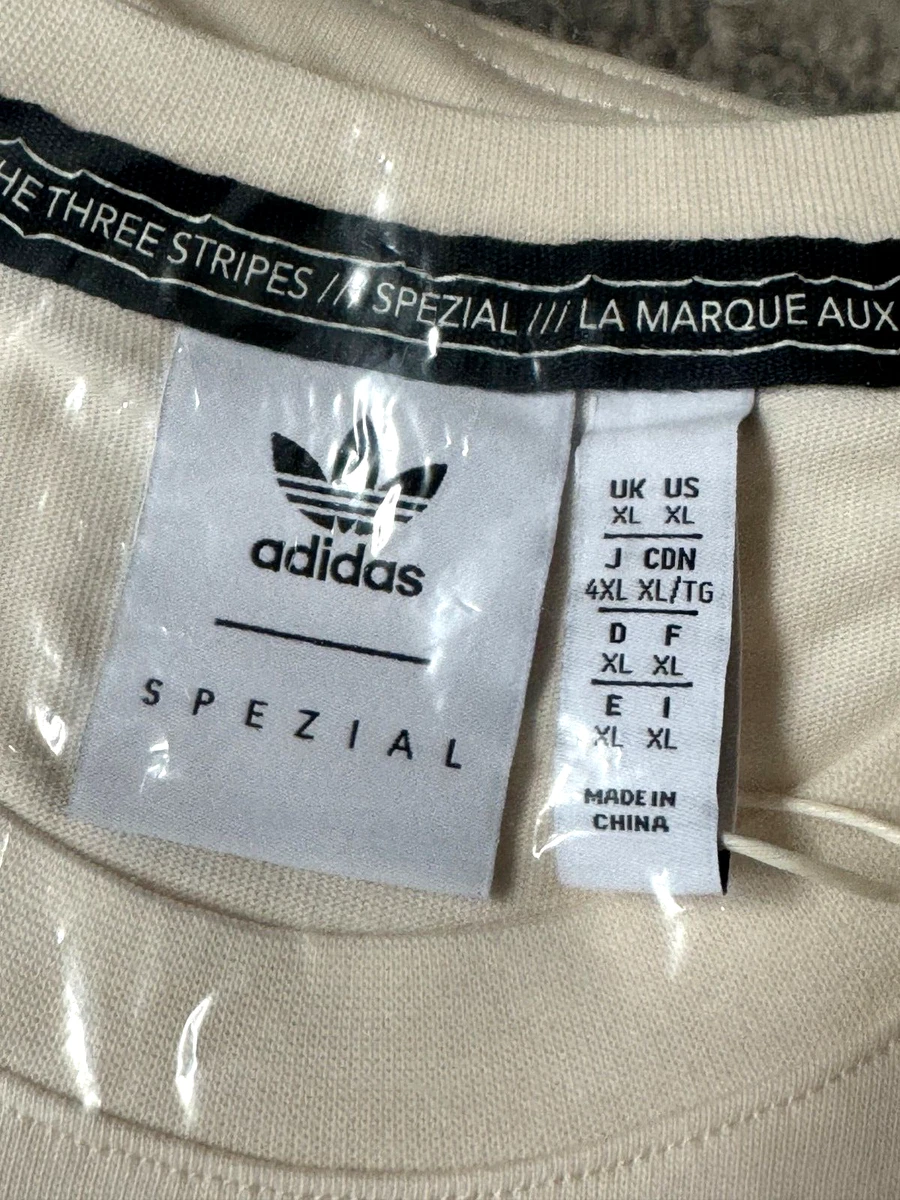 HE THREE STRIPES /// SPEZIAL /// LA MARQUE AUX
adidas
SPEZIAL
UK US
XL XL
J CDN
4XL XL/TG
D F
XL XL
E I
XL XL
MADE IN
CHINA